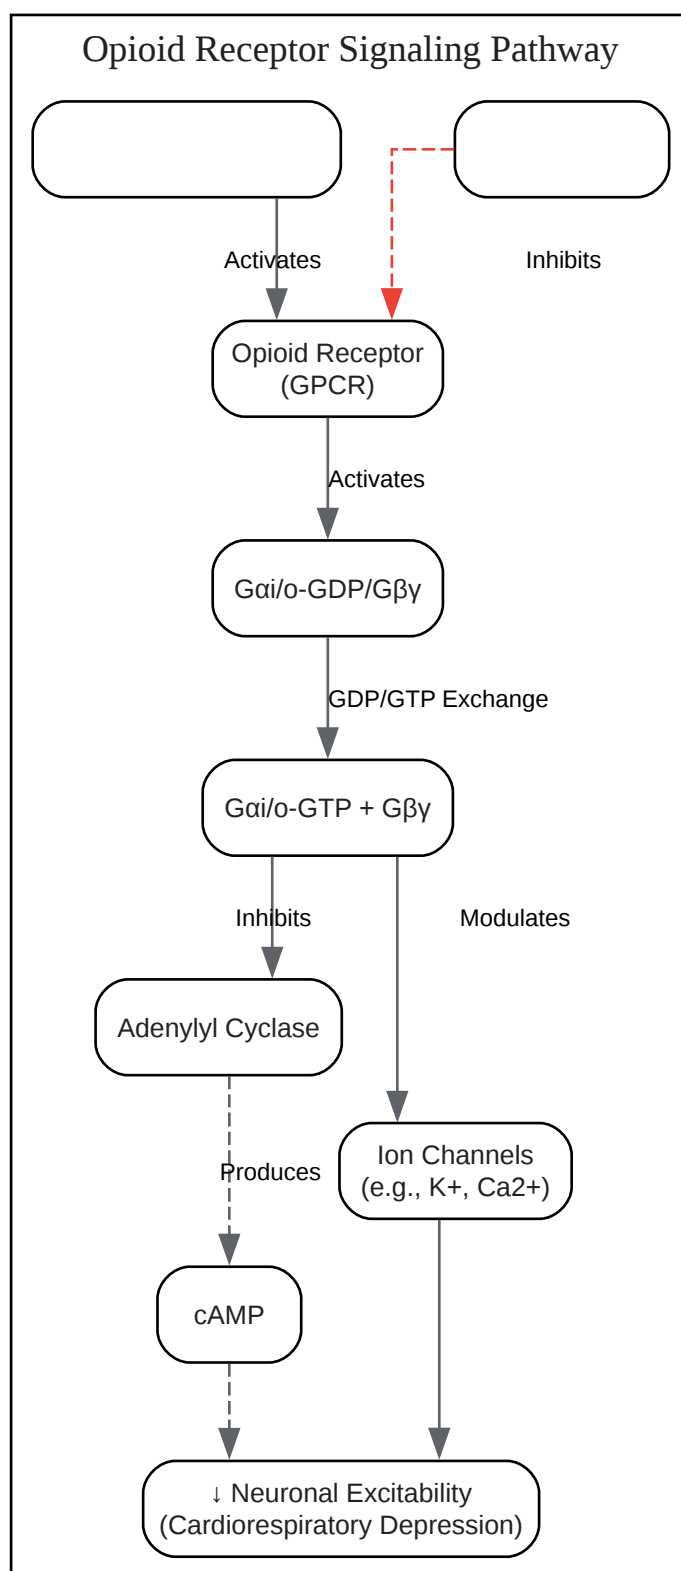 Opioid Receptor Signaling Pathway
Activates
Inhibits
Opioid Receptor
(GPCR)
Activates
Gαi/o-GDP/Gβγ
GDP/GTP Exchange
Gαi/o-GTP + Gβγ
Inhibits
Modulates
Adenylyl Cyclase
Ion Channels
(e.g., K+, Ca2+)
Produces
cAMP
↓ Neuronal Excitability
(Cardiorespiratory Depression)